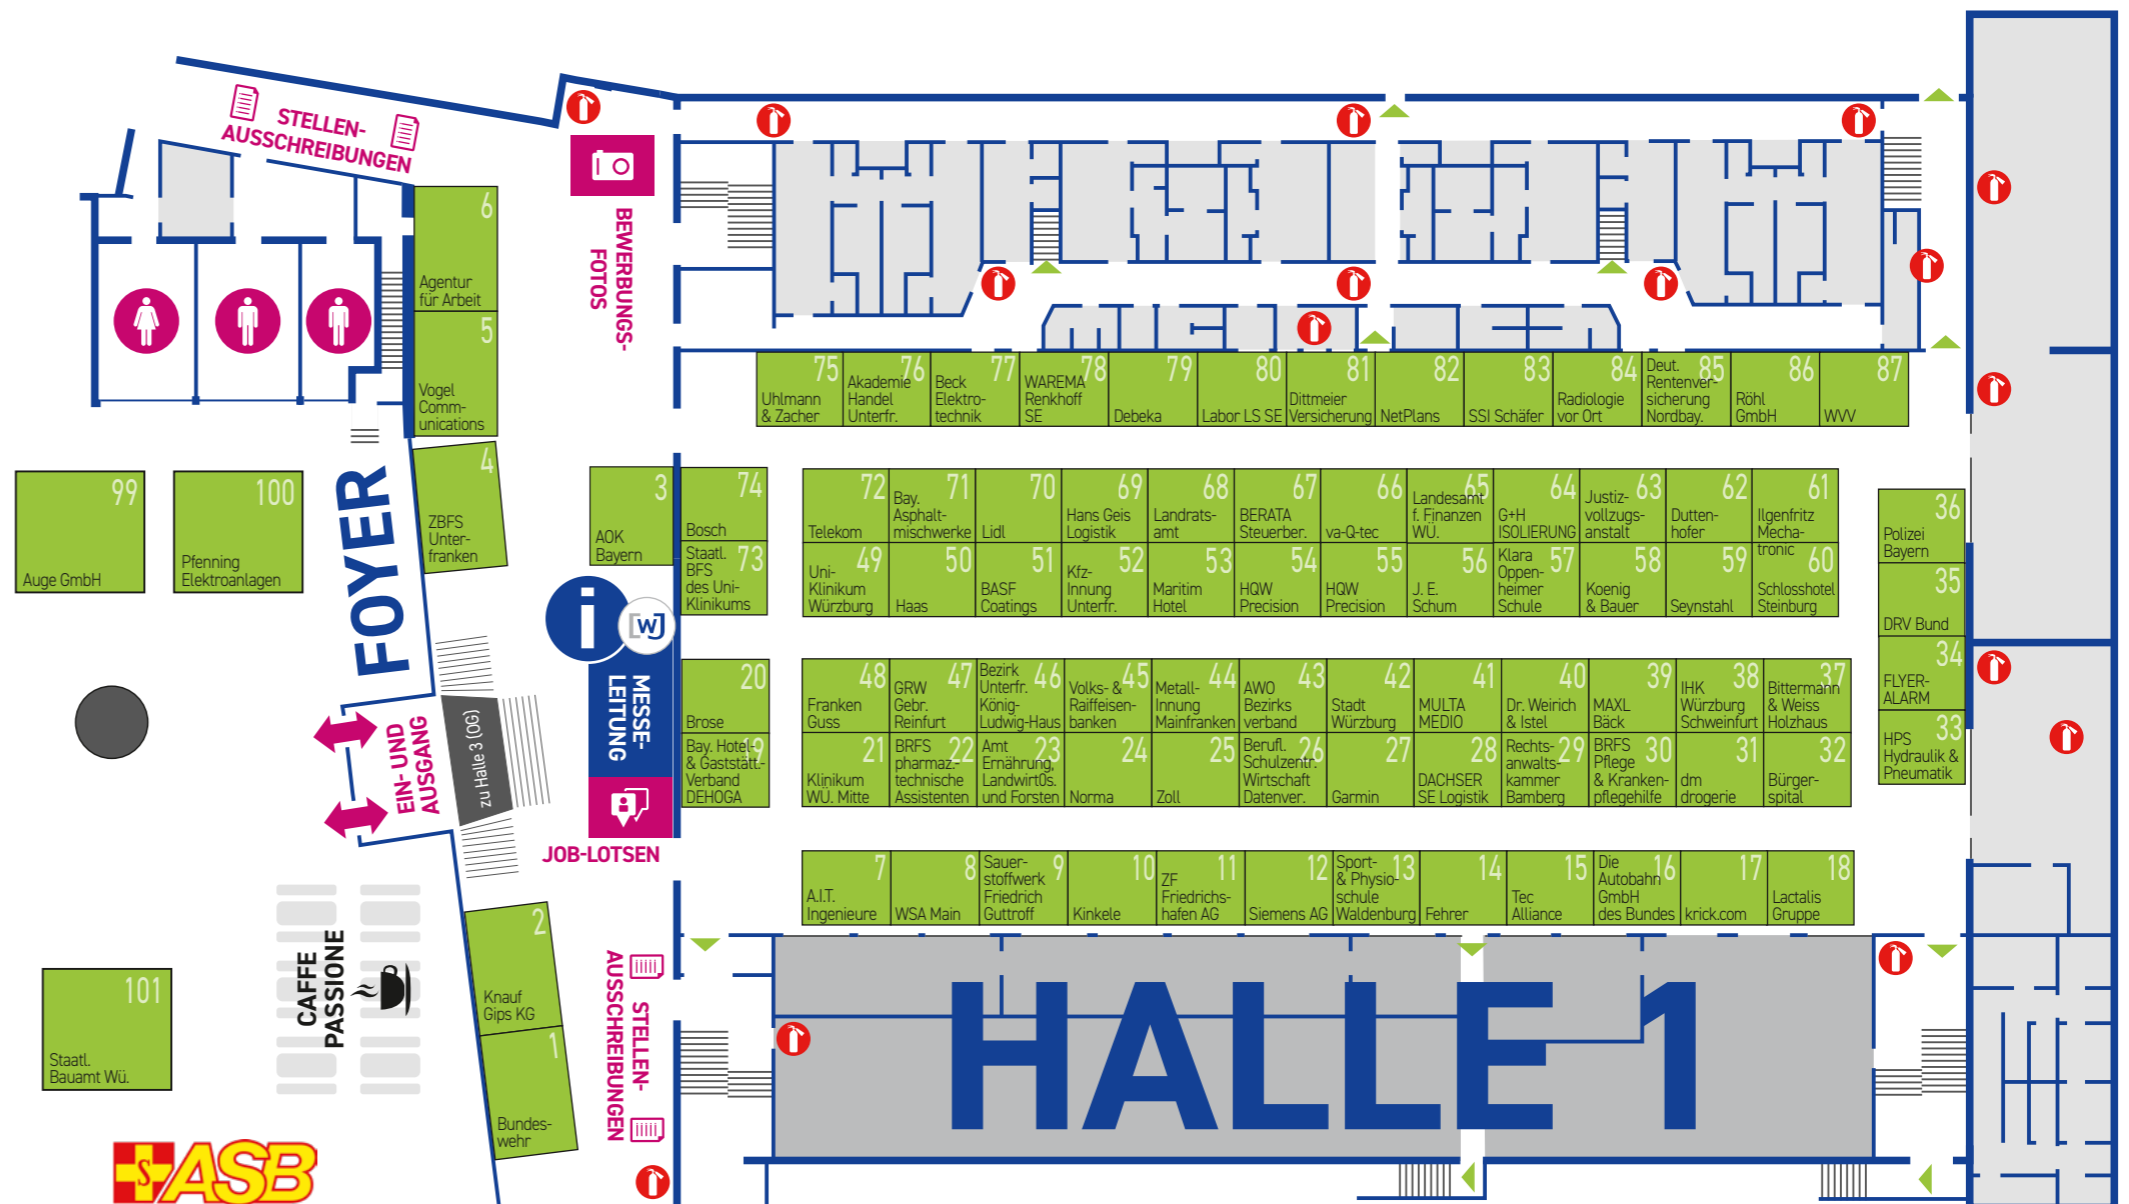 STELLEN-
AUSSCHREIBUNGEN
6
Agentur
für Arbeit
5
Vogel
Comm-
unications
4
ZBFS
Unter-
franken
99
Auge GmbH
100
Pfenning
Elektroanlagen
FOYER
BEWERBUNGS-
FOTOS
3
AOK
Bayern
74
Bosch
73
Staatl.
BFS
des Uni-
Klinikums
i
[WJ
MESSE-
LEITUNG
JOB-LOTSEN
EIN- UND
AUSGANG
zu Halle 3 (OG)
20
Brose
19
Bay. Hotel-
& Gaststätt.-
Verband
DEHOGA
75
Uhlmann
& Zacher
76
Akademie
Handel
Unterfr.
77
Beck
Elektro-
technik
78
WAREMA
Renkhoff
SE
79
Debeka
80
Labor LS SE
81
Dittmeier
Versicherung
82
NetPlans
83
SSI Schäfer
84
Radiologie
vor Ort
85
Deut.
Rentenver-
sicherung
Nordbay.
86
Röhl
GmbH
87
WVV
72
Telekom
71
Bay.
Asphalt-
mischwerke
70
Lidl
69
Hans Geis
Logistik
68
Landrats-
amt
67
BERATA
Steuerber.
66
va-Q-tec
65
Landesamt
f. Finanzen
WÜ.
64
G+H
ISOLIERUNG
63
Justiz-
vollzugs-
anstalt
62
Dutten-
hofer
61
Ilgenfritz
Mecha-
tronic
49
Uni-
Klinikum
Würzburg
50
Haas
51
BASF
Coatings
52
Kfz-
Innung
Unterfr.
53
Maritim
Hotel
54
HQW
Precision
55
HQW
Precision
56
J. E.
Schum
57
Klara
Oppen-
heimer
Schule
58
Koenig
& Bauer
59
Seynstahl
60
Schlosshotel
Steinburg
36
Polizei
Bayern
35
DRV Bund
34
FLYER-
ALARM
33
HPS
Hydraulik &
Pneumatik
48
Franken
Guss
47
GRW
Gebr.
Reinfurt
46
Bezirk
Unterfr.
König-
Ludwig-Haus
45
Volks- &
Raiffeisen-
banken
44
Metall-
Innung
Mainfranken
43
AWO
Bezirks
verband
42
Stadt
Würzburg
41
MULTA
MEDIO
40
Dr. Weirich
& Istel
39
MAXL
Bäck
38
IHK
Würzburg
Schweinfurt
37
Bittermann
& Weiss
Holzhaus
21
Klinikum
WÜ. Mitte
22
BRFS
pharmaz.-
technische
Assistenten
23
Amt
Ernährung,
Landwirt0s.
und Forsten
24
Norma
25
Zoll
26
Berufl.
Schulzentr.
Wirtschaft
Datenver.
27
Garmin
28
DACHSER
SE Logistik
29
Rechts-
anwalts-
kammer
Bamberg
30
BRFS
Pflege
& Kranken-
pflegehilfe
31
dm
drogerie
32
Bürger-
spital
7
A.I.T.
Ingenieure
8
WSA Main
9
Sauer-
stoffwerk
Friedrich
Guttroff
10
Kinkele
11
ZF
Friedrichs-
hafen AG
12
Siemens AG
13
Sport-
& Physio-
schule
Waldenburg
14
Fehrer
15
Tec
Alliance
16
Die
Autobahn
GmbH
des Bundes
17
krick.com
18
Lactalis
Gruppe
HALLE 1
CAFFE
PASSIONE
2
Knauf
Gips KG
1
Bundes-
wehr
STELLEN-
AUSSCHREIBUNGEN
101
Staatl.
Bauamt Wü.
S
ASB